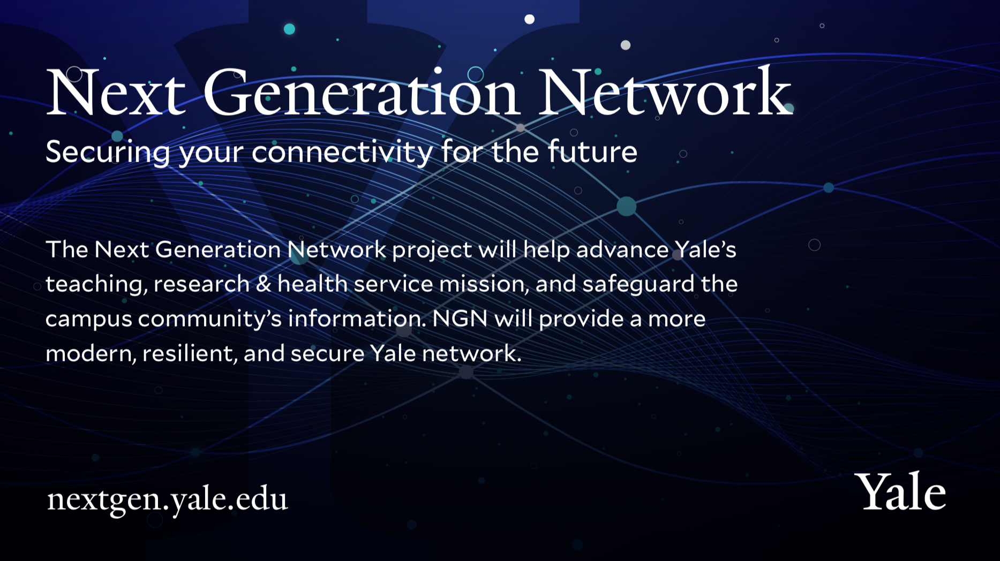 Next Generation Network
Securing your connectivity for the future
The Next Generation Network project will help advance Yale’s
teaching, research & health service mission, and safeguard the
campus community’s information. NGN will provide a more
modern, resilient, and secure Yale network.
nextgen.yale.edu
Yale